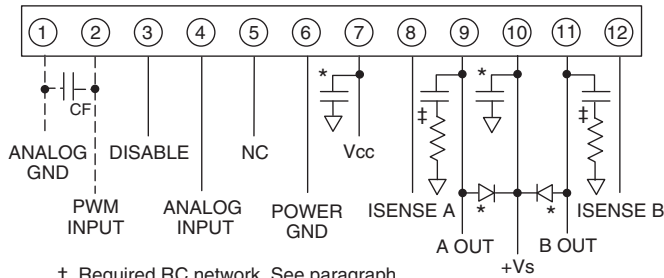 1 2 3 4 5 6 7 8 9 10 11 12
* ‡ * ‡
CF
ANALOG GND
DISABLE
NC
Vcc
PWM INPUT
ANALOG INPUT
POWER GND
ISENSE A
* *
ISENSE B
A OUT
B OUT
+Vs
‡ Required RC network. See paragraph